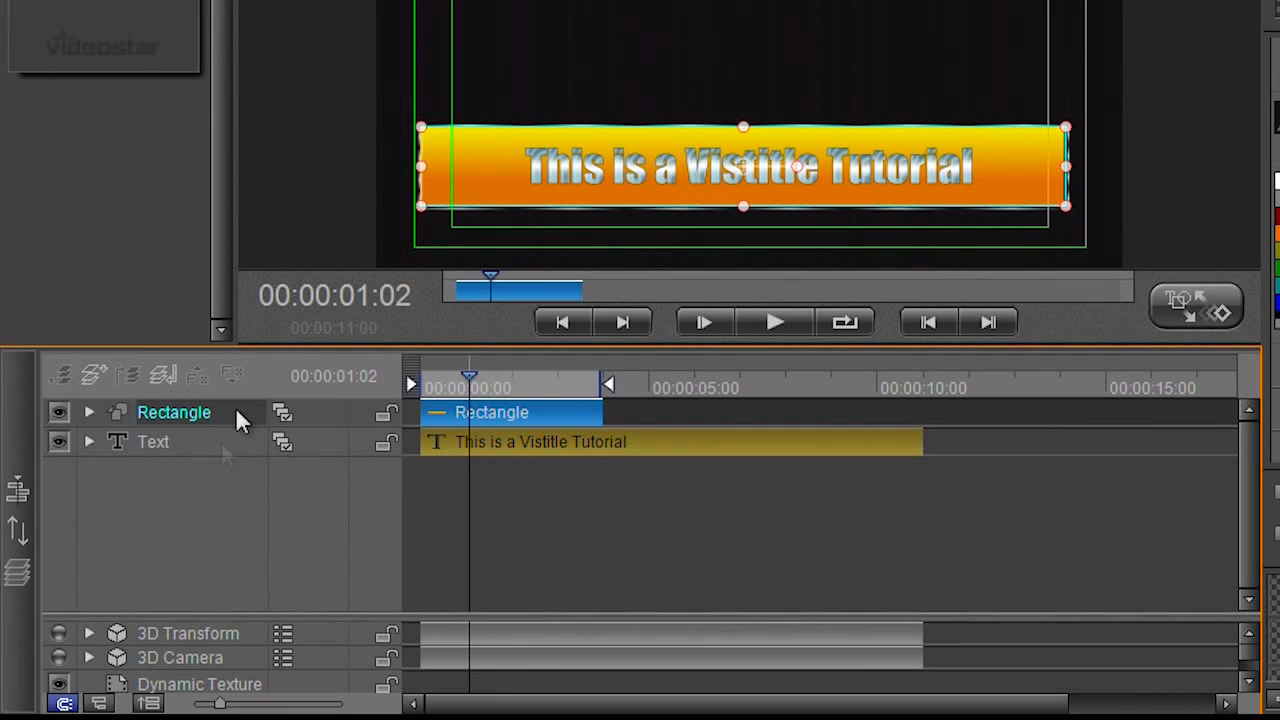 videostar
This is a Vistitle Tutorial
00:00:01:02
00:00:11:00
00:00:01:02
00:00:00:00
00:00:05:00
00:00:10:00
00:00:15:00
Rectangle
Rectangle
Text
This is a Vistitle Tutorial
3D Transform
3D Camera
Dynamic Texture